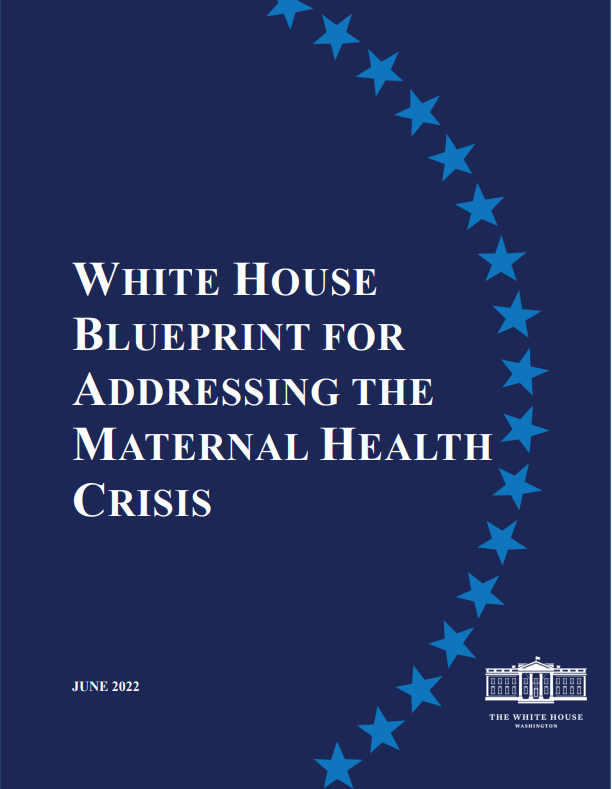 WHITE HOUSE
BLUEPRINT FOR
ADDRESSING THE
MATERNAL HEALTH
CRISIS
JUNE 2022
THE WHITE HOUSE
WASHINGTON